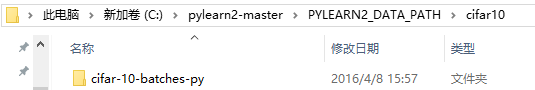 此电脑 > 新加卷 (C:) > pylearn2-master > PYLEARN2_DATA_PATH > cifar10
名称 修改日期 类型
cifar-10-batches-py 2016/4/8 15:57 文件夹